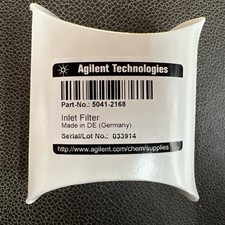 Agilent Technologies
Part-No.: 5041-2168
Inlet Filter
Made in DE (Germany)
Serial/Lot No.: 033914
http://www.agilent.com/chem/supplies